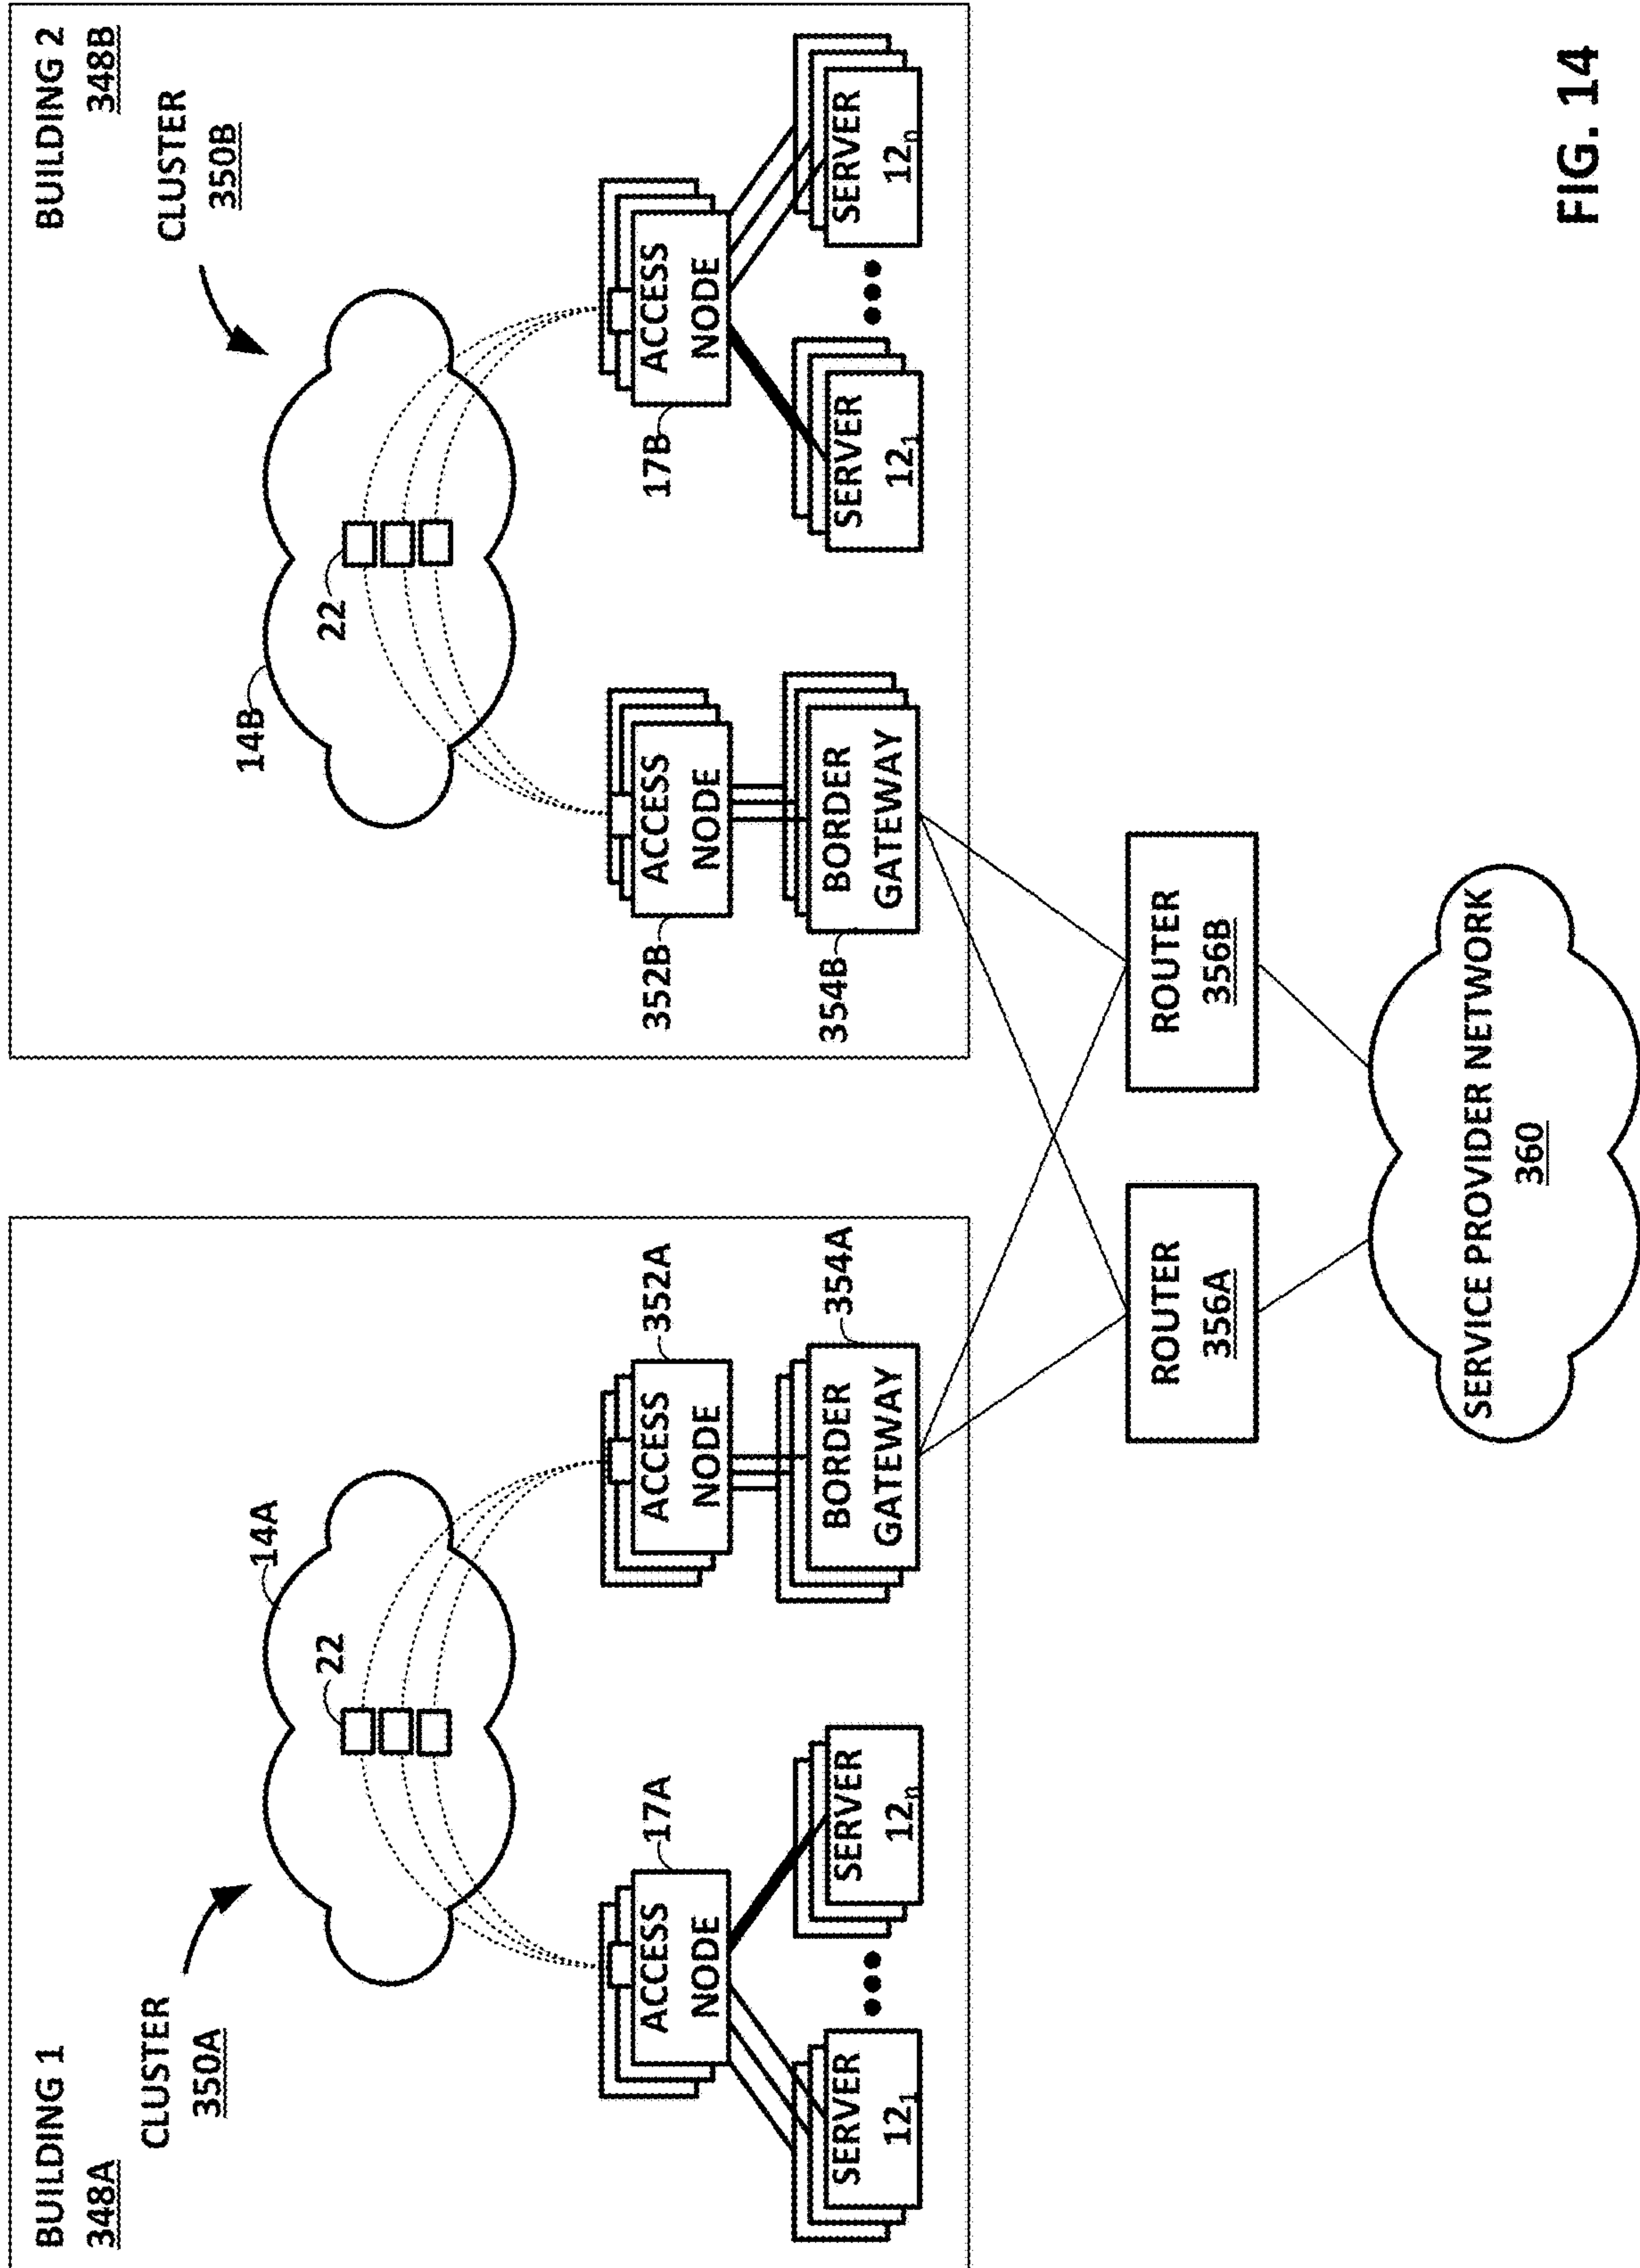 BUILDING 1
348A
CLUSTER
350A
14A
22
ACCESS
NODE
17A
SERVER
12₁
SERVER
12ₙ
ACCESS
NODE
352A
BORDER
GATEWAY
354A
BUILDING 2
348B
CLUSTER
350B
14B
22
ACCESS
NODE
352B
BORDER
GATEWAY
354B
ACCESS
NODE
17B
SERVER
12₁
SERVER
12ₙ
ROUTER
356A
ROUTER
356B
SERVICE PROVIDER NETWORK
360
FIG. 14